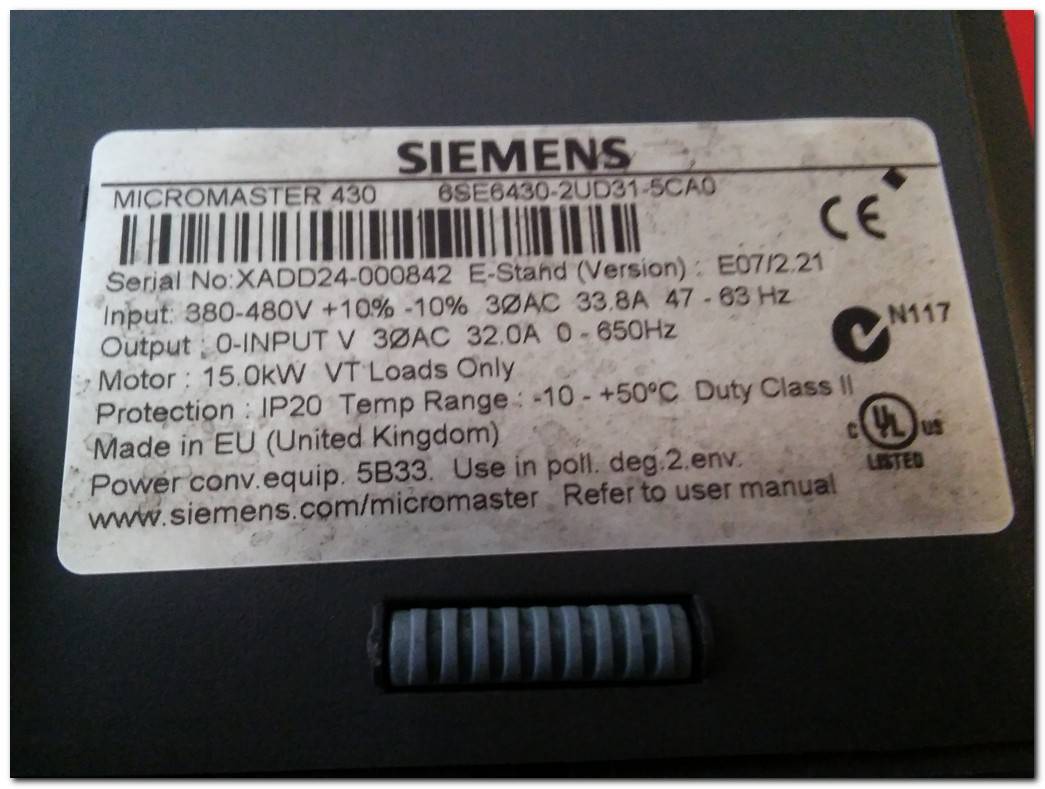 SIEMENS
MICROMASTER 430 6SE6430-2UD31-5CA0
CE
Serial No:XADD24-000842 E-Stand (Version) : E07/2.21
Input: 380-480V +10% -10% 3ØAC 33.8A 47 - 63 Hz
N117
Output : 0-INPUT V 3ØAC 32.0A 0 - 650Hz
Motor : 15.0kW VT Loads Only
Protection : IP20 Temp Range : -10 - +50°C Duty Class II
C UL US
LISTED
Made in EU (United Kingdom)
Power conv.equip. 5B33. Use in poll. deg.2.env.
www.siemens.com/micromaster Refer to user manual